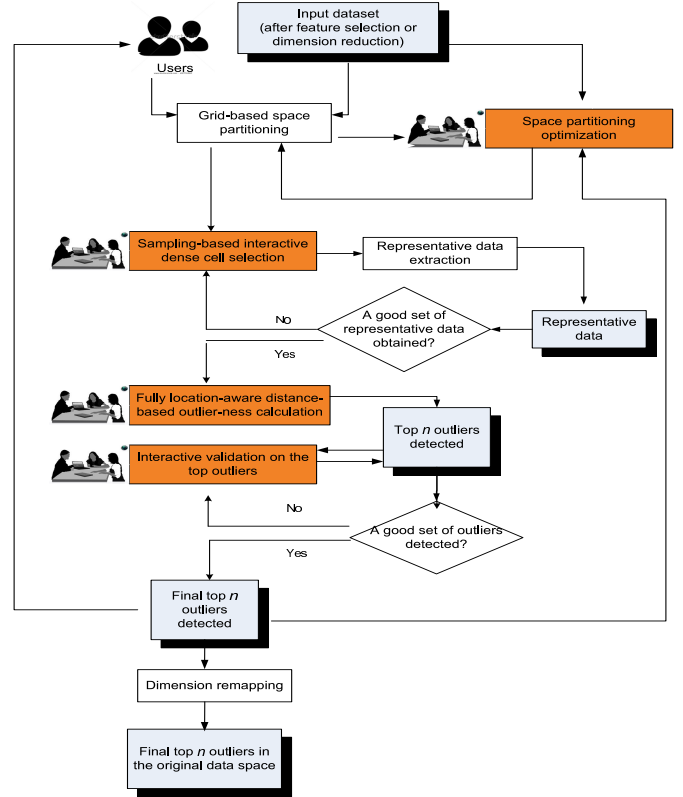 Input dataset
(after feature selection or
dimension reduction)
Users
Grid-based space
partitioning
Space partitioning
optimization
Sampling-based interactive
dense cell selection
Representative data
extraction
No
A good set of
representative data
obtained?
Representative
data
Yes
Fully location-aware distance-
based outlier-ness calculation
Top n outliers
detected
Interactive validation on the
top outliers
No
A good set of outliers
detected?
Yes
Final top n
outliers
detected
Dimension remapping
Final top n outliers in
the original data space